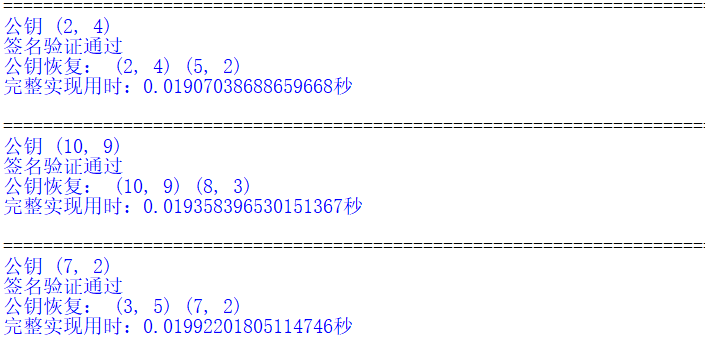 公钥 (2, 4)
签名验证通过
公钥恢复： (2, 4) (5, 2)
完整实现用时：0.01907038688659668秒
公钥 (10, 9)
签名验证通过
公钥恢复： (10, 9) (8, 3)
完整实现用时：0.019358396530151367秒
公钥 (7, 2)
签名验证通过
公钥恢复： (3, 5) (7, 2)
完整实现用时：0.01992201805114746秒